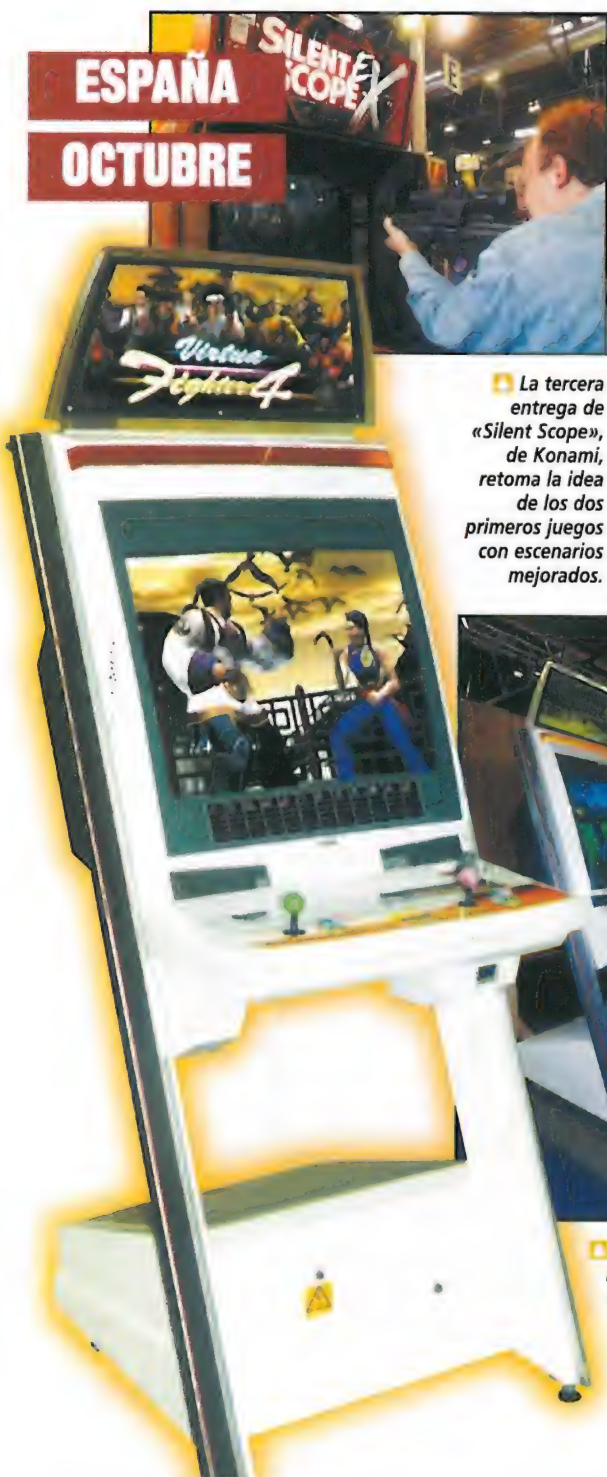 ESPAÑA
OCTUBRE
SILENT
SCOPE EX
Virtua
Fighter 4
La tercera
entrega de
«Silent Scope»,
de Konami,
retoma la idea
de los dos
primeros juegos
con escenarios
mejorados.